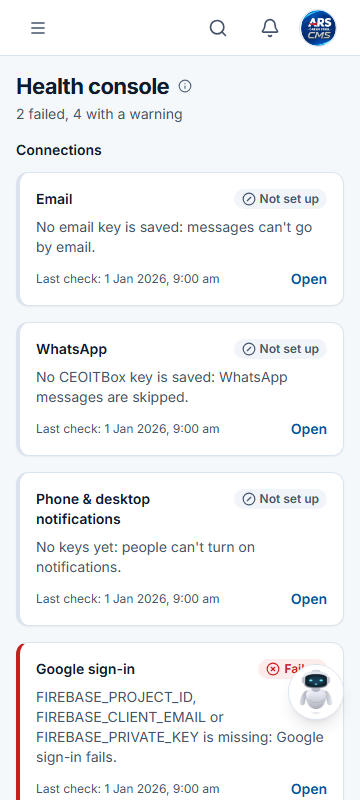 ARS
CMS
Health console
2 failed, 4 with a warning
Connections
Email
Not set up
No email key is saved: messages can't go
by email.
Last check: 1 Jan 2026, 9:00 am
Open
WhatsApp
Not set up
No CEOITBox key is saved: WhatsApp
messages are skipped.
Last check: 1 Jan 2026, 9:00 am
Open
Phone & desktop
notifications
Not set up
No keys yet: people can't turn on
notifications.
Last check: 1 Jan 2026, 9:00 am
Open
Google sign-in
FIREBASE_PROJECT_ID,
FIREBASE_CLIENT_EMAIL or
FIREBASE_PRIVATE_KEY is missing: Google
sign-in fails.
Last check: 1 Jan 2026, 9:00 am
Open